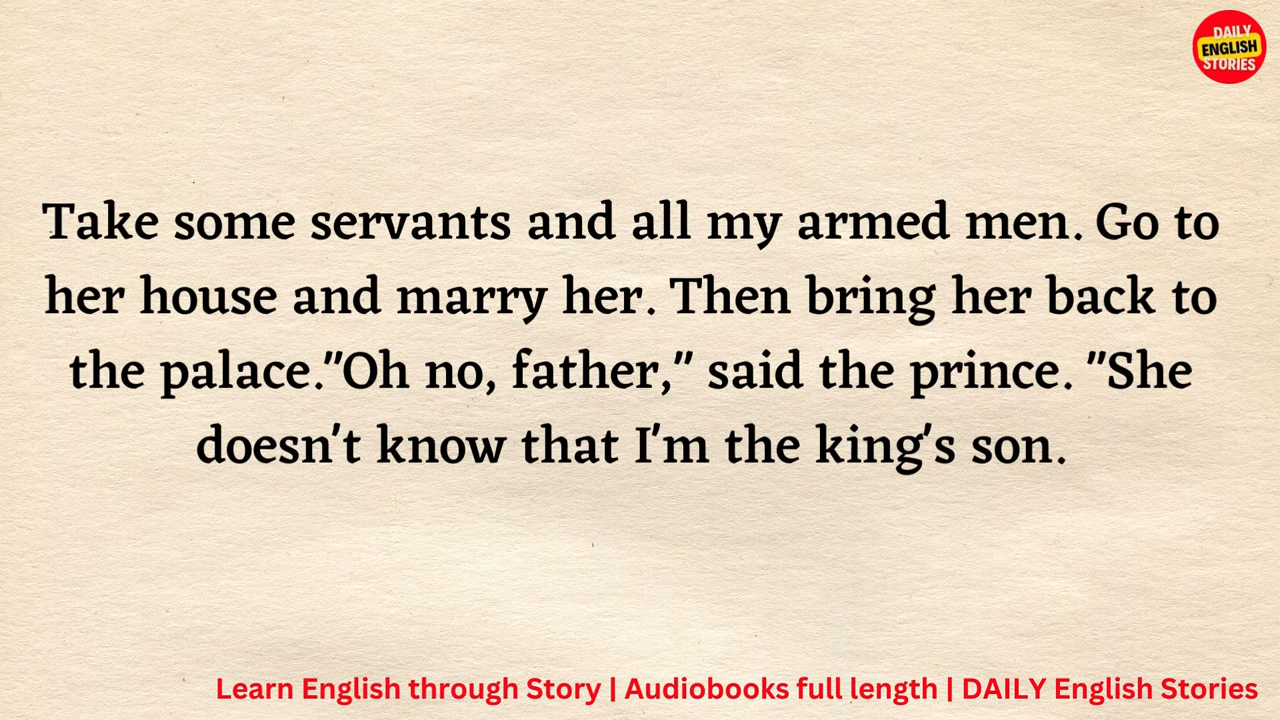 DAILY
ENGLISH
STORIES
Take some servants and all my armed men. Go to
her house and marry her. Then bring her back to
the palace."Oh no, father," said the prince. "She
doesn't know that I'm the king's son.
Learn English through Story | Audiobooks full length | DAILY English Stories